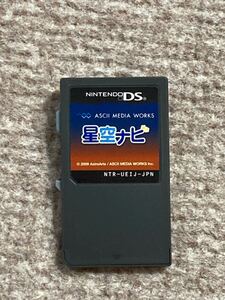 NINTENDO DS
ASCII MEDIA WORKS
星空ナビ
© 2009 AstroArts / ASCII MEDIA WORKS Inc.
NTR-UEIJ-JPN